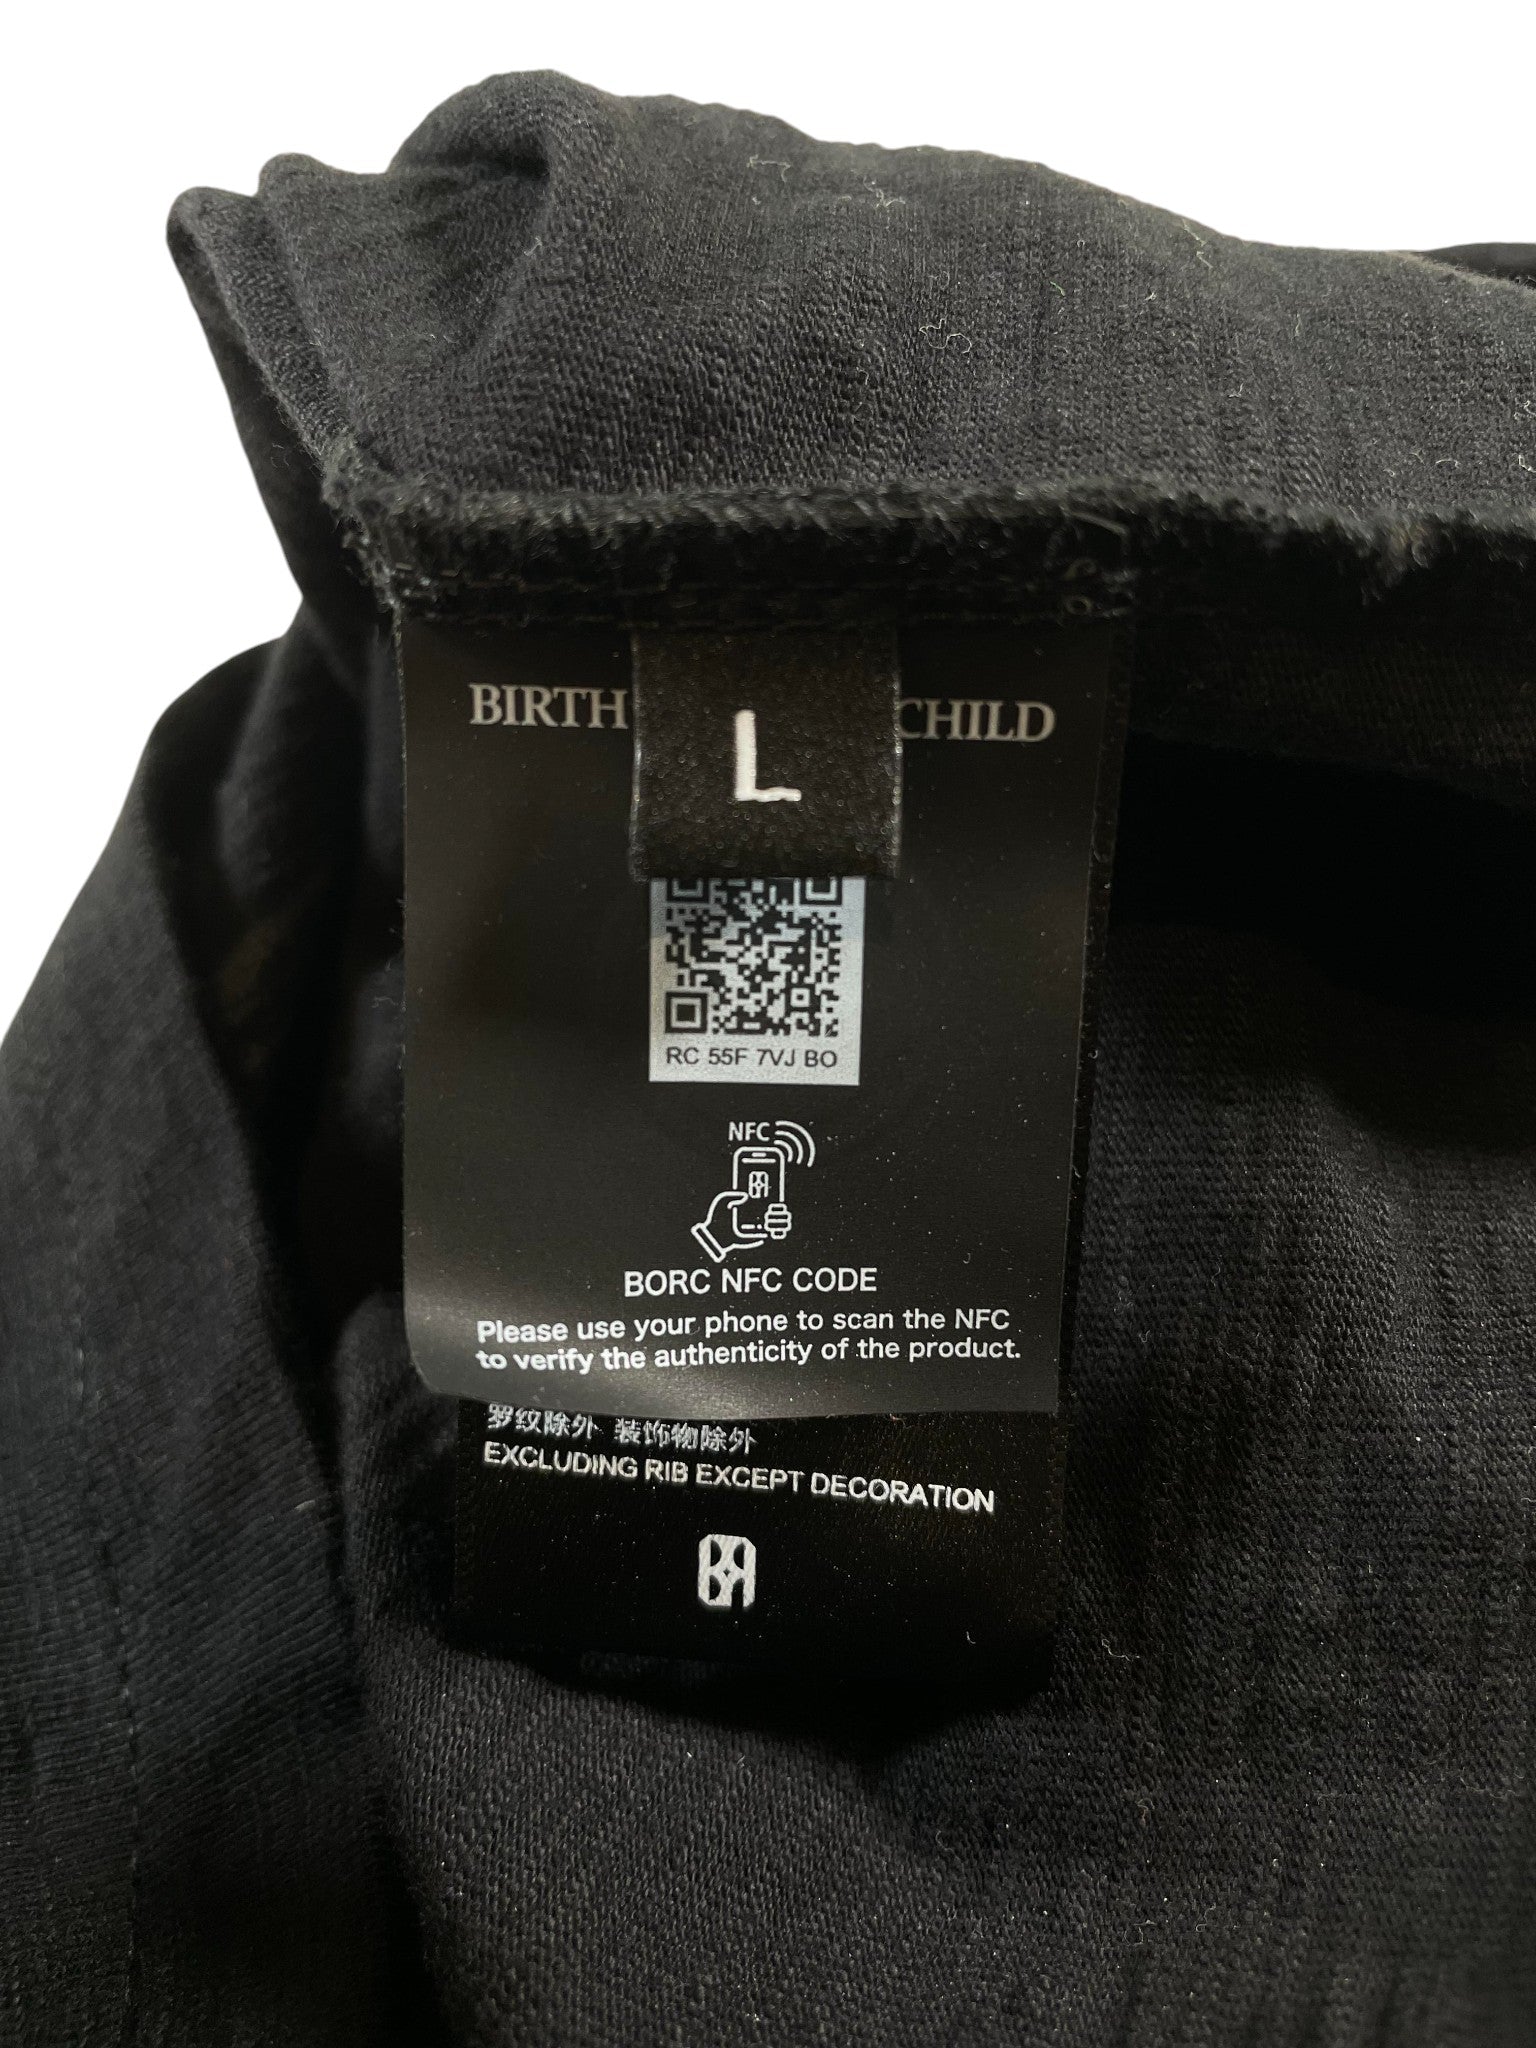 BIRTH CHILD
L
RC 55F 7VJ BO
NFC
BORC NFC CODE
Please use your phone to scan the NFC
to verify the authenticity of the product.
罗纹除外 装饰物除外
EXCLUDING RIB EXCEPT DECORATION